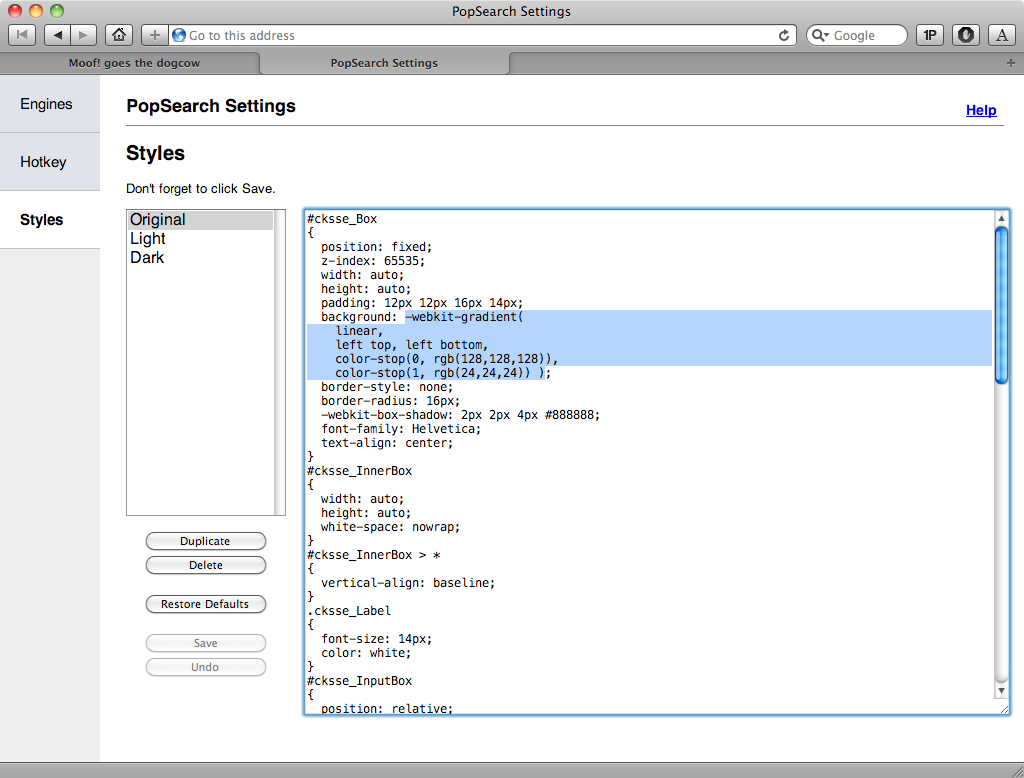 PopSearch Settings
Go to this address
Google
1P
A
Moof! goes the dogcow
PopSearch Settings
Engines
Hotkey
Styles
PopSearch Settings
Help
Styles
Don't forget to click Save.
Original
Light
Dark
Duplicate
Delete
Restore Defaults
Save
Undo
#cksse_Box
{
  position: fixed;
  z-index: 65535;
  width: auto;
  height: auto;
  padding: 12px 12px 16px 14px;
  background: -webkit-gradient(
    linear,
    left top, left bottom,
    color-stop(0, rgb(128,128,128)),
    color-stop(1, rgb(24,24,24)) );
  border-style: none;
  border-radius: 16px;
  -webkit-box-shadow: 2px 2px 4px #888888;
  font-family: Helvetica;
  text-align: center;
}
#cksse_InnerBox
{
  width: auto;
  height: auto;
  white-space: nowrap;
}
#cksse_InnerBox > *
{
  vertical-align: baseline;
}
.cksse_Label
{
  font-size: 14px;
  color: white;
}
#cksse_InputBox
{
  position: relative;